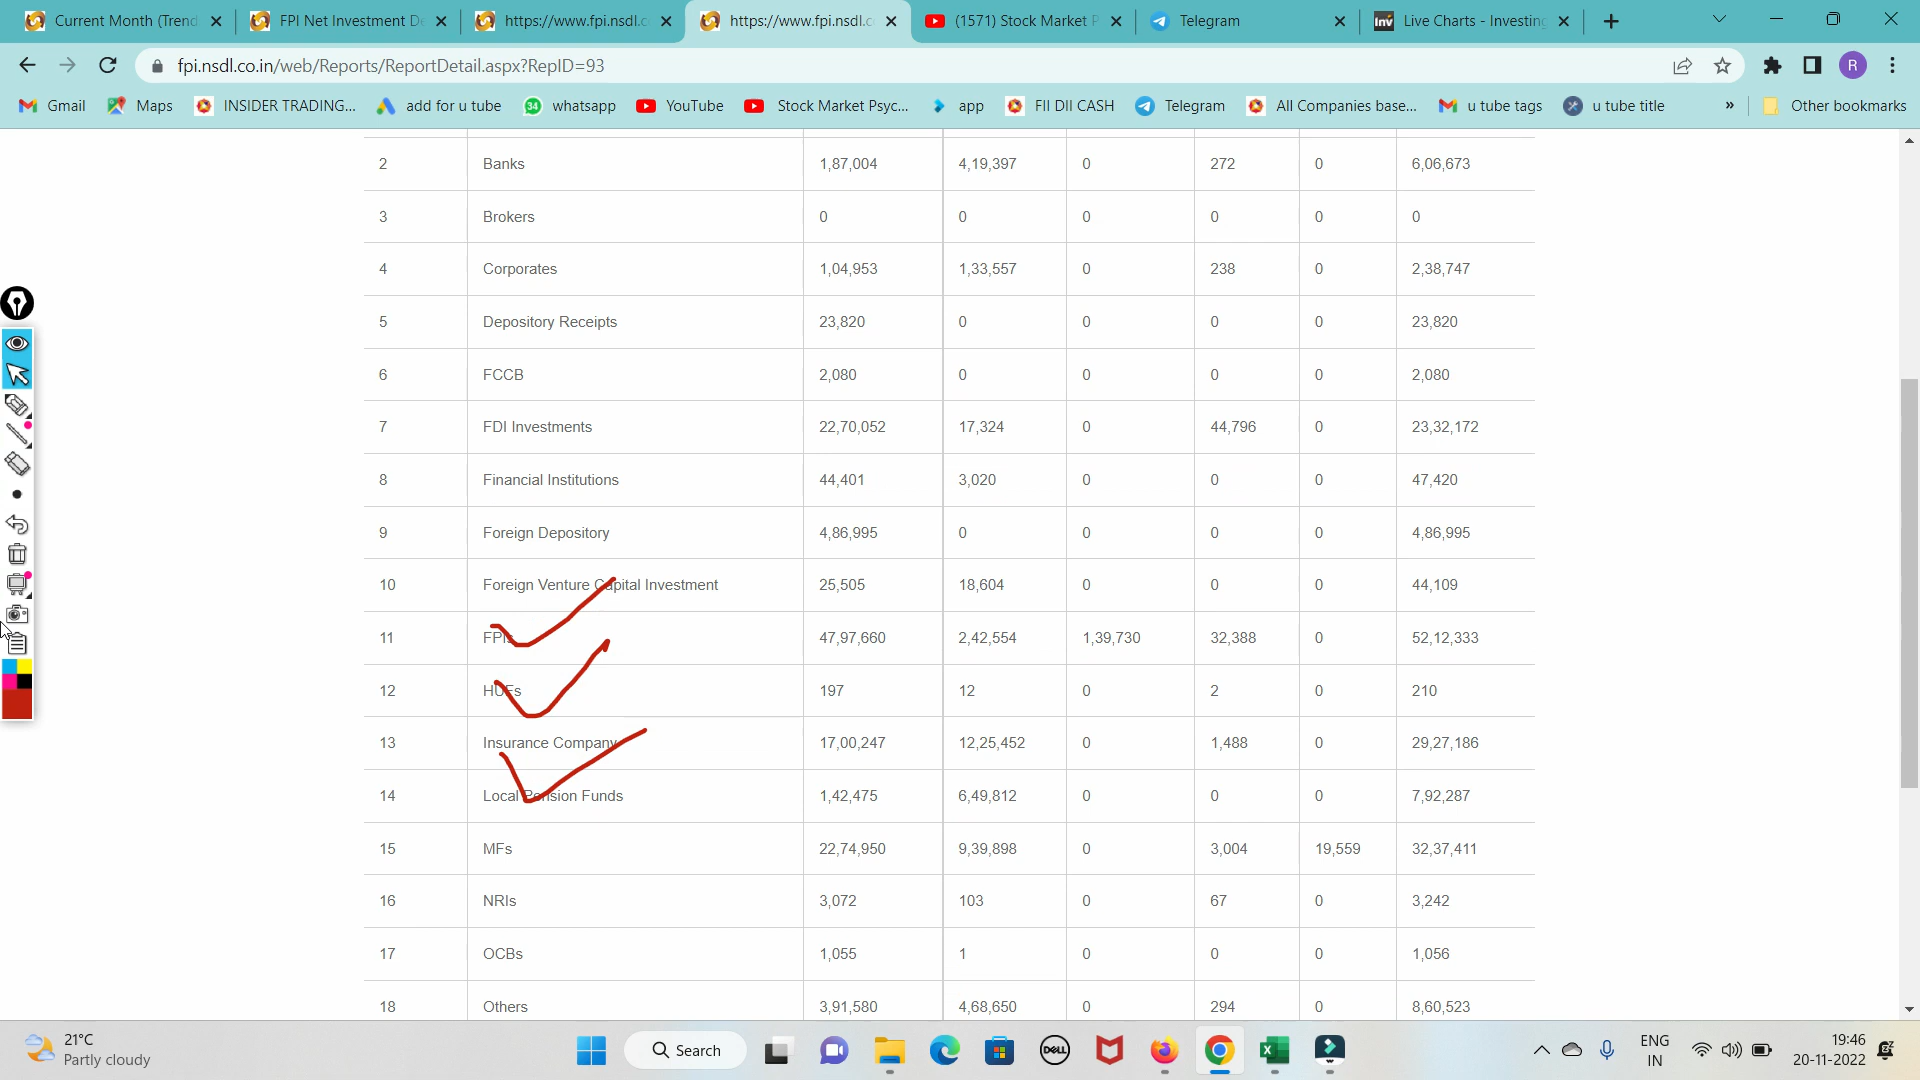 Current Month (Trend
FPI Net Investment De
https://www.fpi.nsdl.c
https://www.fpi.nsdl.c
(1571) Stock Market P
Telegram
Inv Live Charts - Investing
fpi.nsdl.co.in/web/Reports/ReportDetail.aspx?RepID=93 R
Gmail Maps INSIDER TRADING... add for u tube 34 whatsapp YouTube Stock Market Psyc... app FII DII CASH Telegram All Companies base... u tube tags u tube title » Other bookmarks
2 Banks 1,87,004 4,19,397 0 272 0 6,06,673
3 Brokers 0 0 0 0 0 0
4 Corporates 1,04,953 1,33,557 0 238 0 2,38,747
5 Depository Receipts 23,820 0 0 0 0 23,820
6 FCCB 2,080 0 0 0 0 2,080
7 FDI Investments 22,70,052 17,324 0 44,796 0 23,32,172
8 Financial Institutions 44,401 3,020 0 0 0 47,420
9 Foreign Depository 4,86,995 0 0 0 0 4,86,995
10 Foreign Venture Capital Investment 25,505 18,604 0 0 0 44,109
11 FPIs 47,97,660 2,42,554 1,39,730 32,388 0 52,12,333
12 HUFs 197 12 0 2 0 210
13 Insurance Company 17,00,247 12,25,452 0 1,488 0 29,27,186
14 Local Pension Funds 1,42,475 6,49,812 0 0 0 7,92,287
15 MFs 22,74,950 9,39,898 0 3,004 19,559 32,37,411
16 NRIs 3,072 103 0 67 0 3,242
17 OCBs 1,055 1 0 0 0 1,056
18 Others 3,91,580 4,68,650 0 294 0 8,60,523
21°C
Partly cloudy
Search
DELL
ENG
IN
19:46
20-11-2022